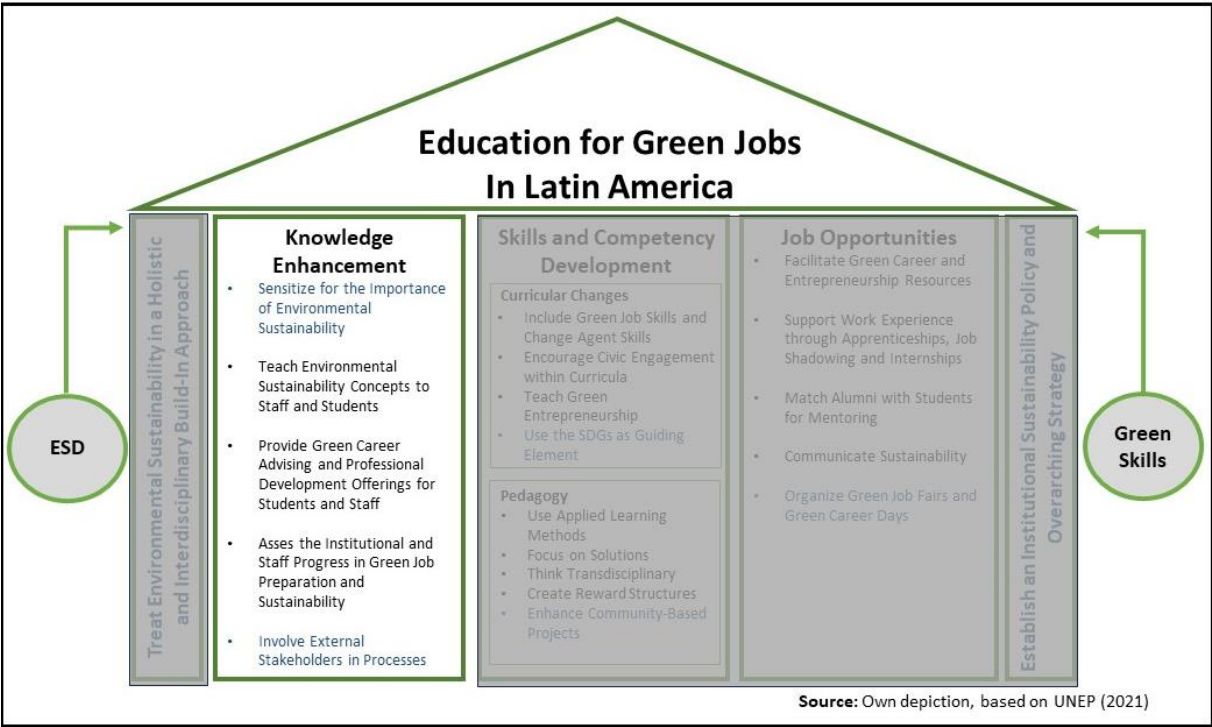 Education for Green Jobs
In Latin America
ESD
Treat Environmental Sustainability in a Holistic
and Interdisciplinary Build-In Approach
Knowledge
Enhancement
• Sensitize for the Importance
of Environmental
Sustainability
• Teach Environmental
Sustainability Concepts to
Staff and Students
• Provide Green Career
Advising and Professional
Development Offerings for
Students and Staff
• Asses the Institutional and
Staff Progress in Green Job
Preparation and
Sustainability
• Involve External
Stakeholders in Processes
Skills and Competency
Development
Curricular Changes
• Include Green Job Skills and
Change Agent Skills
• Encourage Civic Engagement
within Curricula
• Teach Green
Entrepreneurship
• Use the SDGs as Guiding
Element
Pedagogy
• Use Applied Learning
Methods
• Focus on Solutions
• Think Transdisciplinary
• Create Reward Structures
• Enhance Community-Based
Projects
Job Opportunities
• Facilitate Green Career and
Entrepreneurship Resources
• Support Work Experience
through Apprenticeships, Job
Shadowing and Internships
• Match Alumni with Students
for Mentoring
• Communicate Sustainability
• Organize Green Job Fairs and
Green Career Days
Establish an Institutional Sustainability Policy and
Overarching Strategy
Green
Skills
Source: Own depiction, based on UNEP (2021)